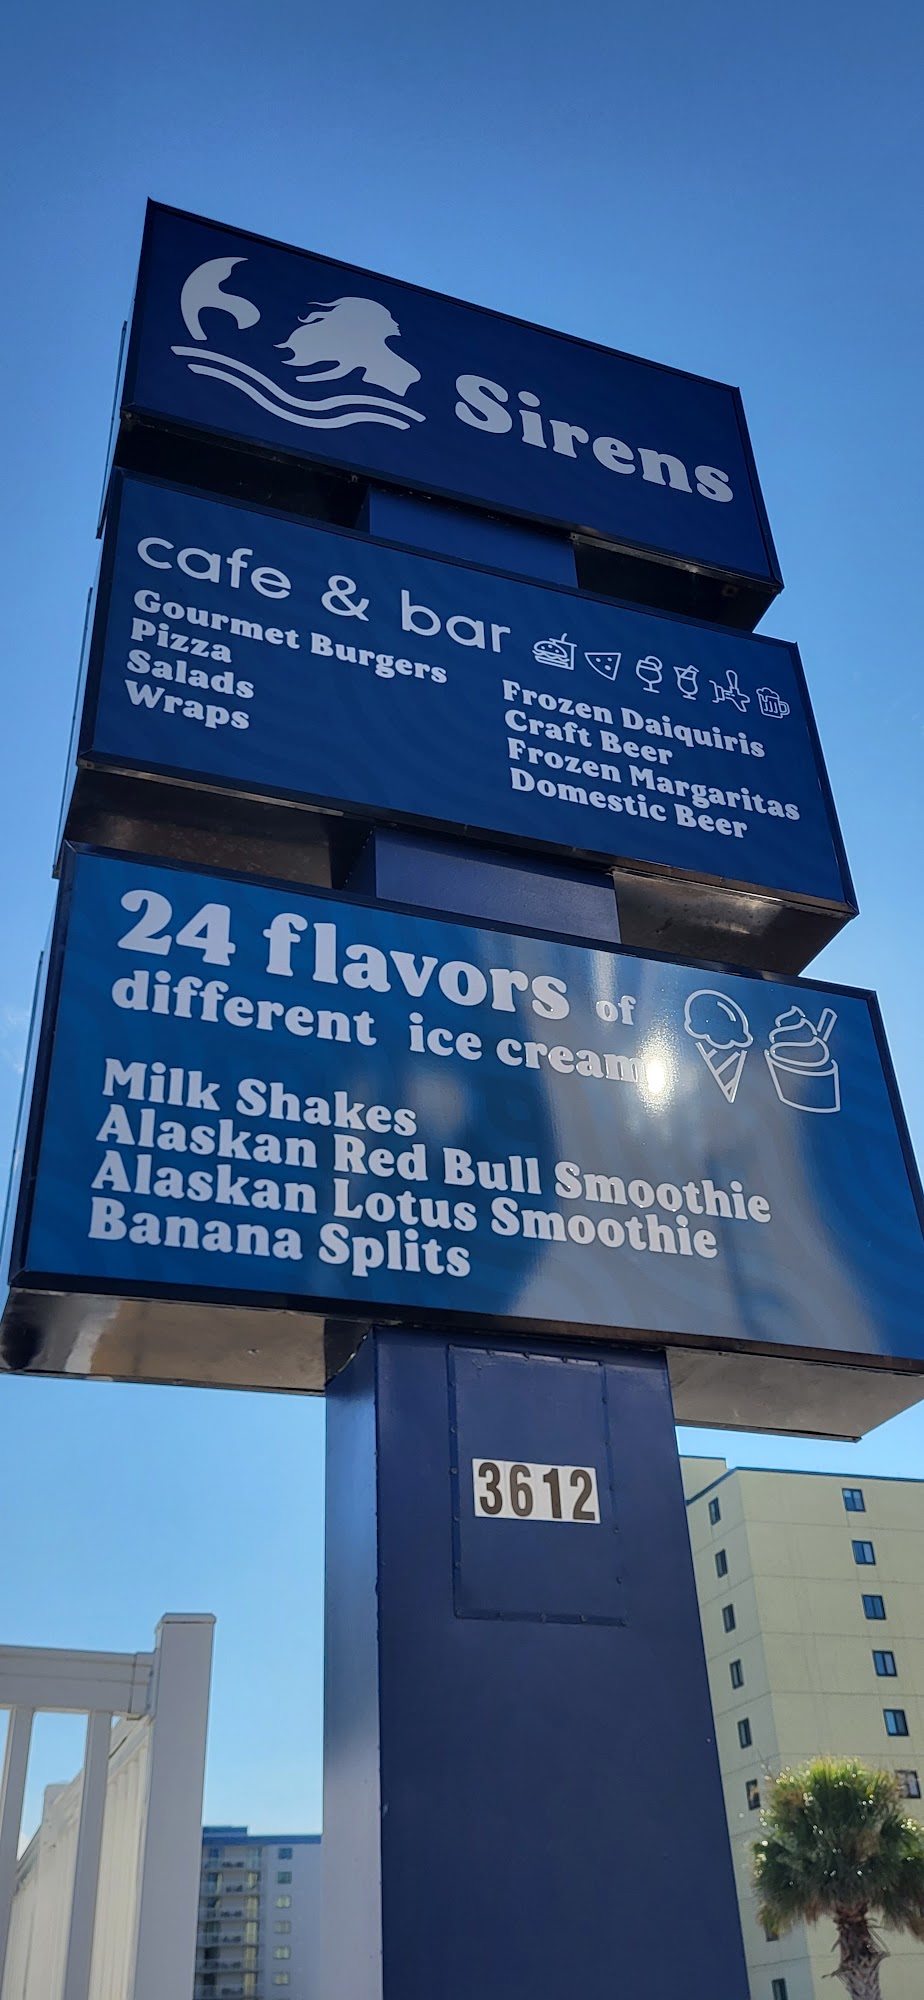 Sirens
cafe & bar
Gourmet Burgers
Pizza
Salads
Wraps
Frozen Daiquiris
Craft Beer
Frozen Margaritas
Domestic Beer
24 flavors of
different ice cream
Milk Shakes
Alaskan Red Bull Smoothie
Alaskan Lotus Smoothie
Banana Splits
3612